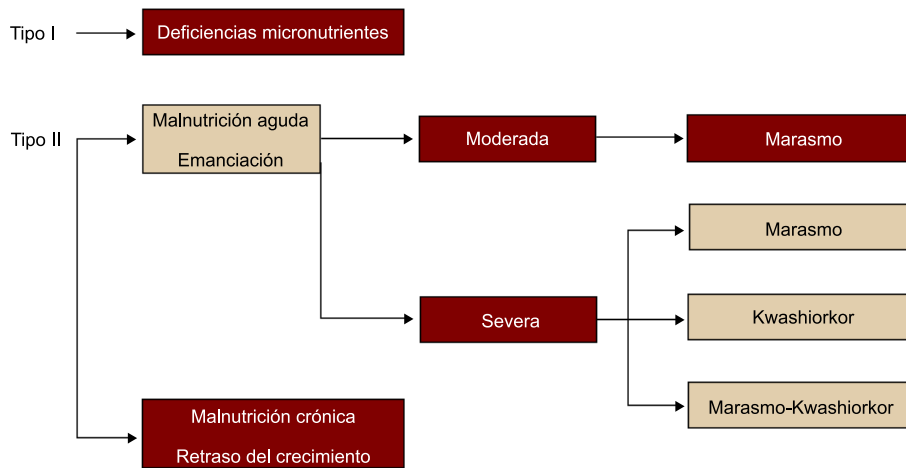 Tipo I
Deficiencias micronutrientes
Tipo II
Malnutrición aguda
Emanciación
Moderada
Marasmo
Marasmo
Severa
Kwashiorkor
Marasmo-Kwashiorkor
Malnutrición crónica
Retraso del crecimiento